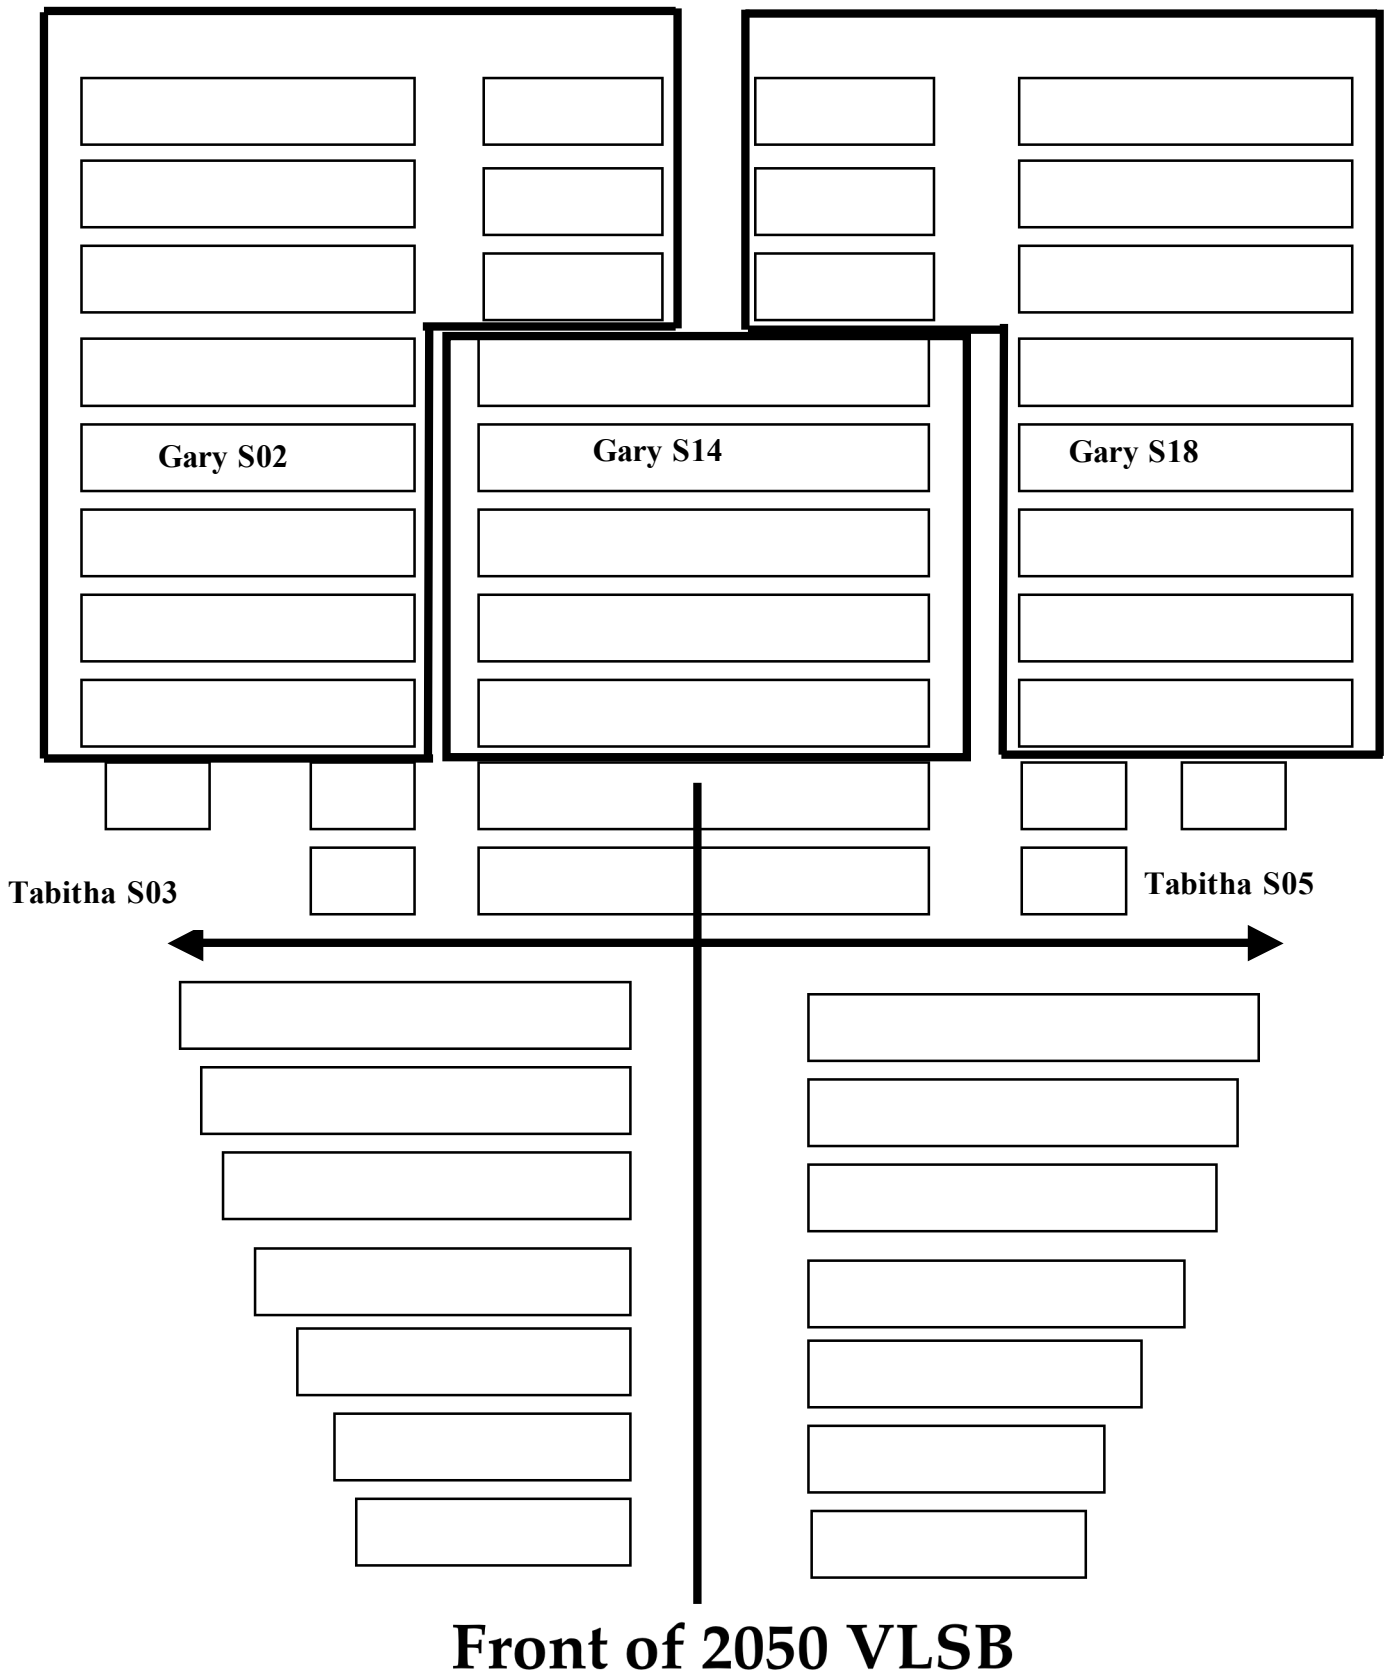 Gary S02
Gary S14
Gary S18
Tabitha S03
Tabitha S05
Front of 2050 VLSB